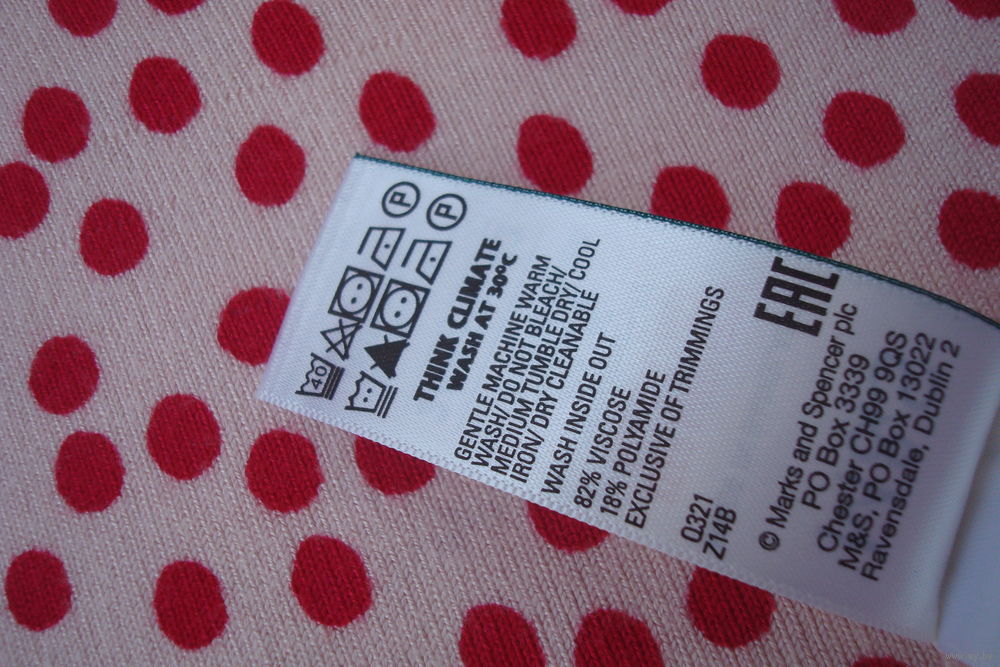 P
P
40
THINK CLIMATE
WASH AT 30°C
GENTLE MACHINE WARM
WASH/ DO NOT BLEACH/
MEDIUM TUMBLE DRY/ COOL
IRON/ DRY CLEANABLE
WASH INSIDE OUT
82% VISCOSE
18% POLYAMIDE
EXCLUSIVE OF TRIMMINGS
Q321
Z14B
EAC
© Marks and Spencer plc
PO Box 3339
Chester CH99 9QS
M&S, PO Box 13022
Ravensdale, Dublin 2